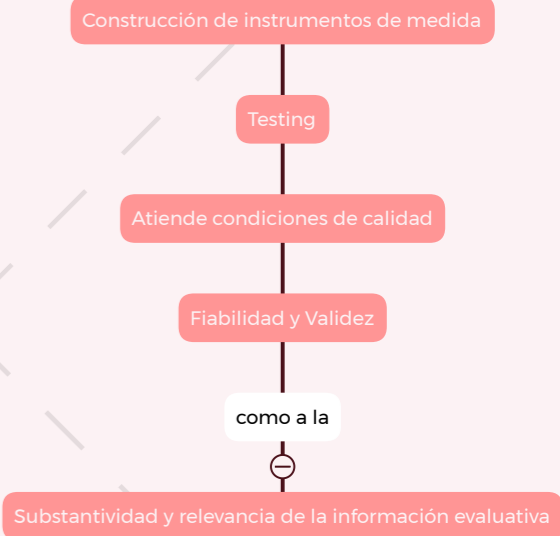 Construcción de instrumentos de medida
Testing
Atiende condiciones de calidad
Fiabilidad y Validez
como a la
Substantividad y relevancia de la información evaluativa